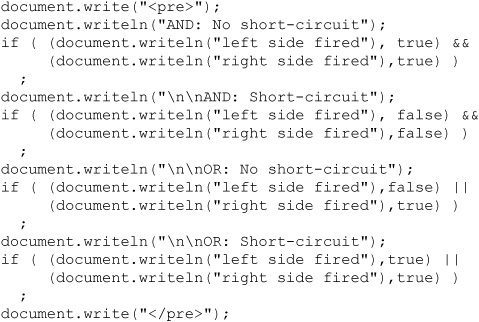 document.write("<pre>");
document.writeln("AND: No short-circuit");
if ( (document.writeln("left side fired"), true) &&
     (document.writeln("right side fired"),true) )
  ;
document.writeln("\n\nAND: Short-circuit");
if ( (document.writeln("left side fired"), false) &&
     (document.writeln("right side fired"),false) )
  ;
document.writeln("\n\nOR: No short-circuit");
if ( (document.writeln("left side fired"),false) ||
     (document.writeln("right side fired"),true) )
  ;
document.writeln("\n\nOR: Short-circuit");
if ( (document.writeln("left side fired"),true) ||
     (document.writeln("right side fired"),true) )
  ;
document.write("</pre>");